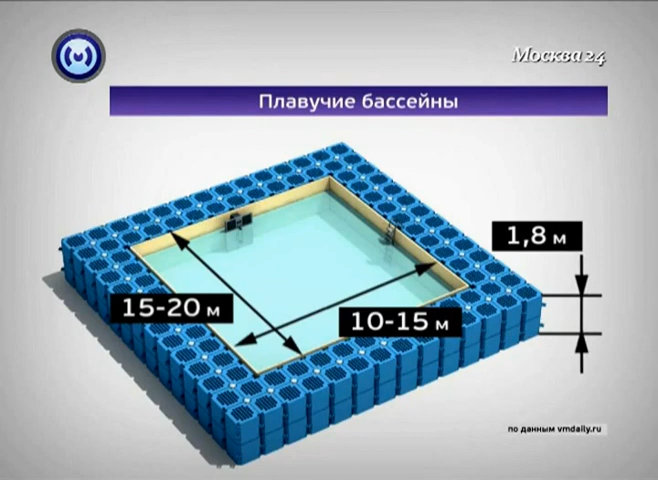 Москва 24
Плавучие бассейны
1,8 м
15-20 м
10-15 м
по данным vmdaily.ru